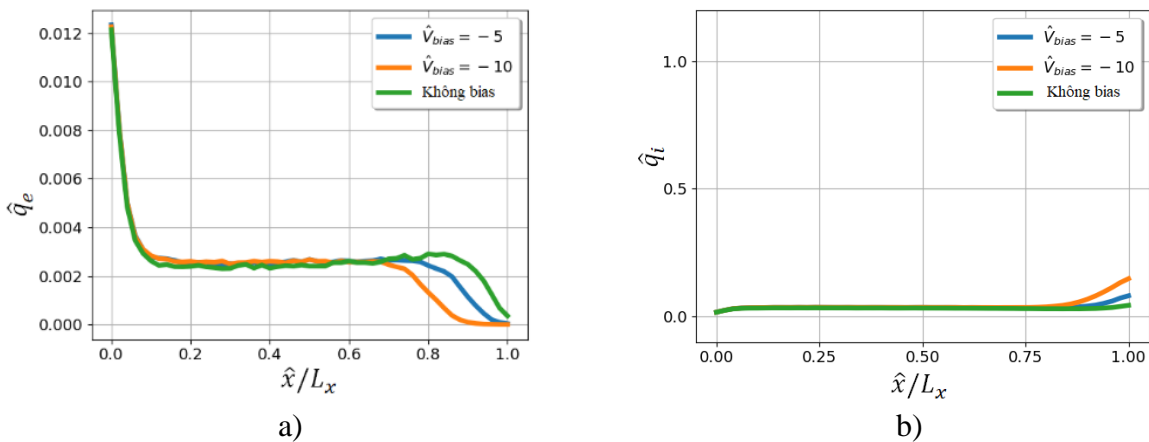 0.012
0.010
0.008
0.006
0.004
0.002
0.000
q̂e
0.0 0.2 0.4 0.6 0.8 1.0
x̂/Lx
V̂bias = − 5
V̂bias = − 10
Không bias
a)
1.0
0.5
0.0
q̂i
0.00 0.25 0.50 0.75 1.00
x̂/Lx
V̂bias = − 5
V̂bias = − 10
Không bias
b)